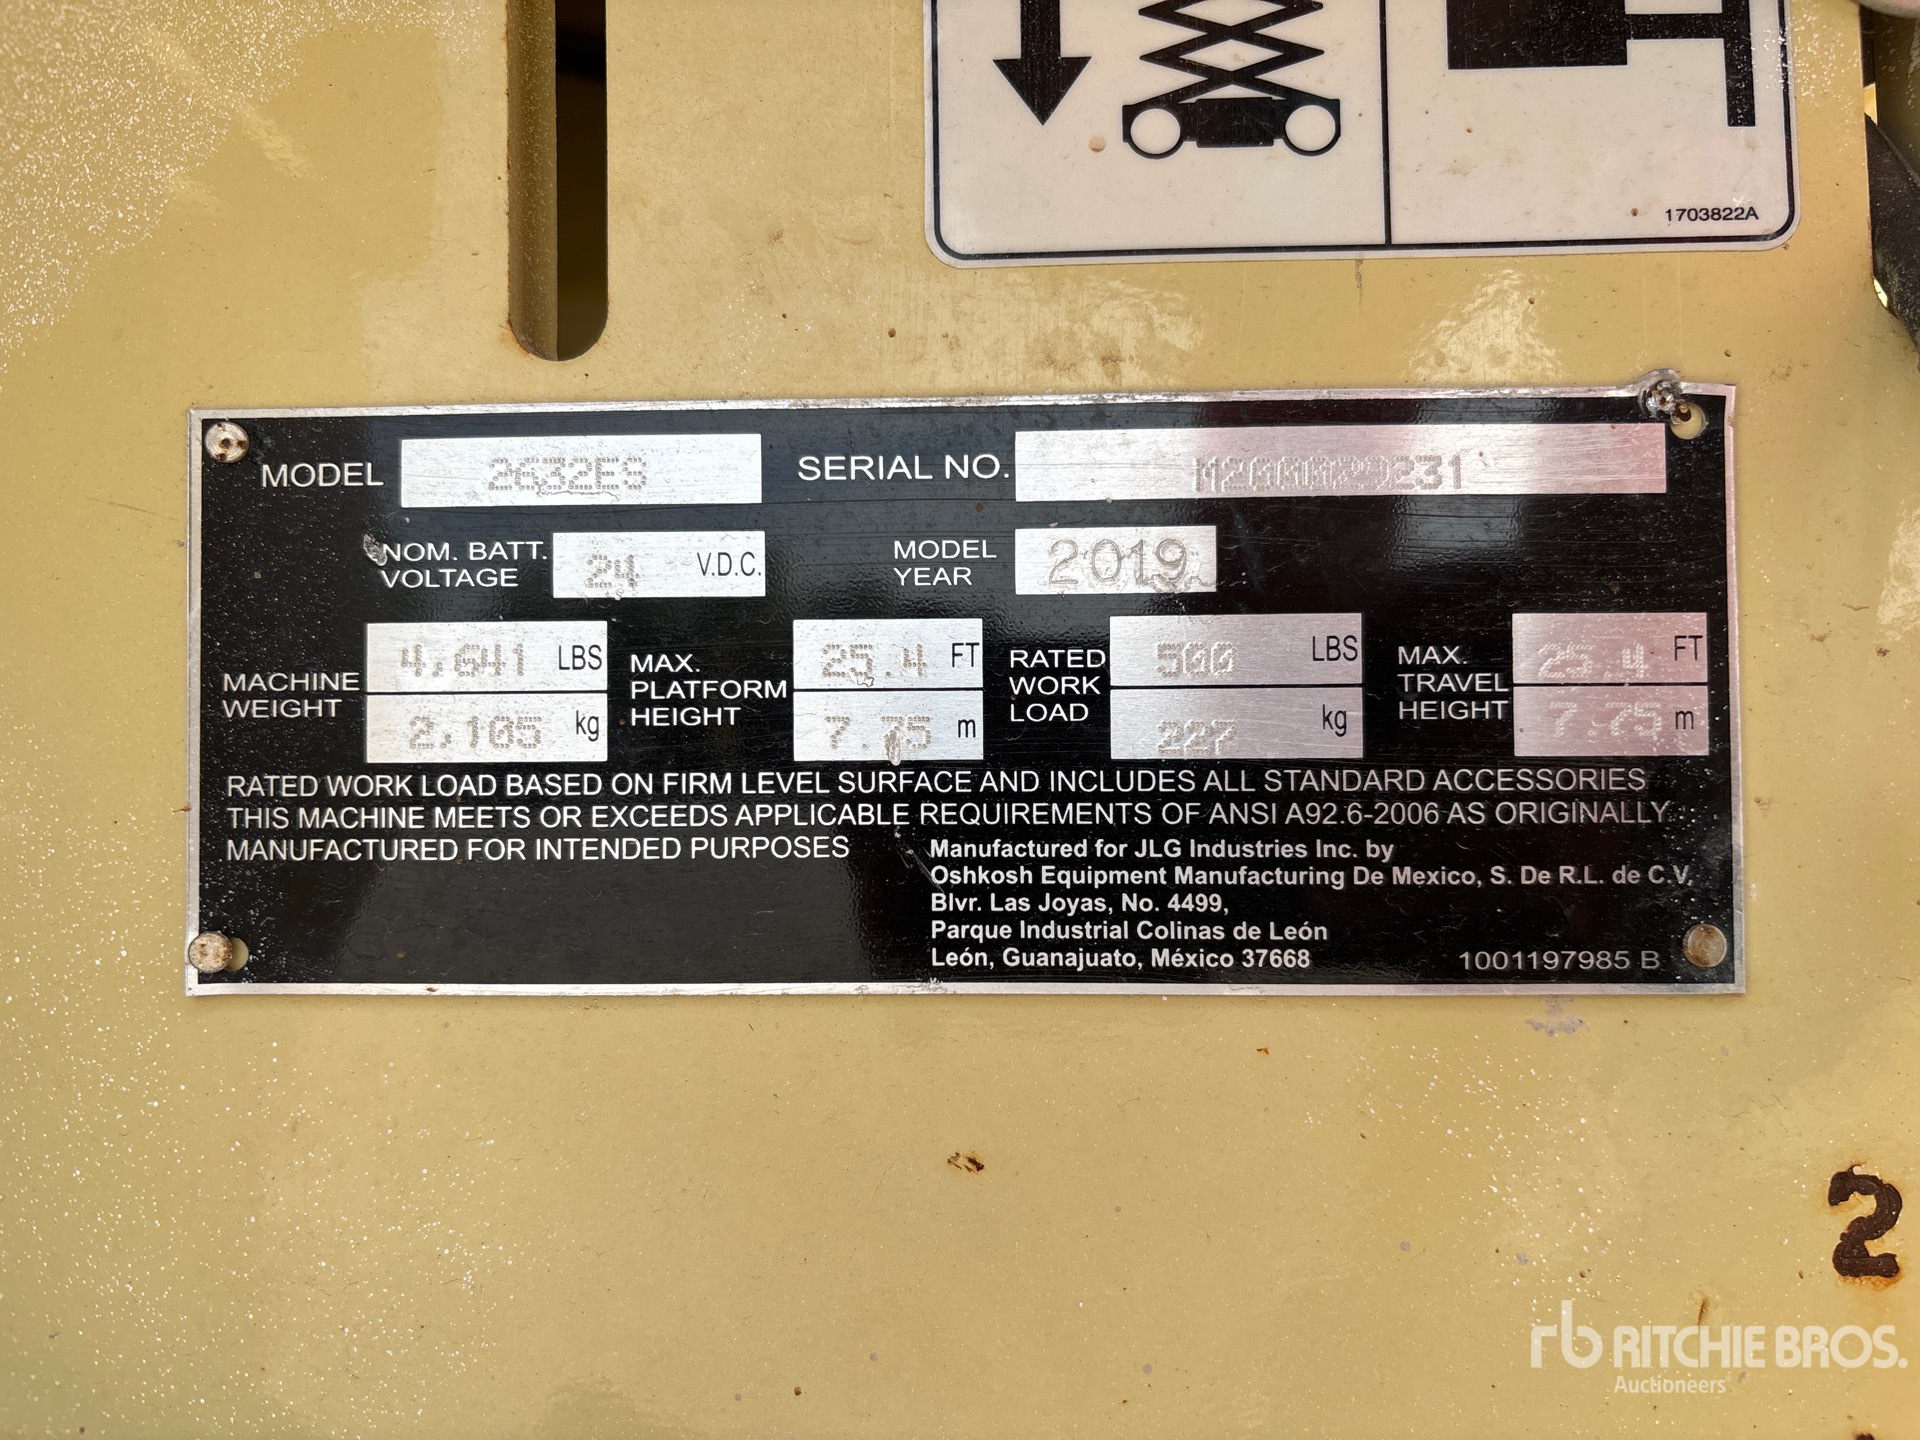 1703822A
MODEL 2632ES SERIAL NO.
NOM. BATT. VOLTAGE 24 V.D.C. MODEL YEAR 2019
MACHINE WEIGHT 4,641 LBS 2,105 kg
MAX. PLATFORM HEIGHT 25.4 FT 7.75 m
RATED WORK LOAD 500 LBS 227 kg
MAX. TRAVEL HEIGHT 25.4 FT 7.75 m
RATED WORK LOAD BASED ON FIRM LEVEL SURFACE AND INCLUDES ALL STANDARD ACCESSORIES
THIS MACHINE MEETS OR EXCEEDS APPLICABLE REQUIREMENTS OF ANSI A92.6-2006 AS ORIGINALLY
MANUFACTURED FOR INTENDED PURPOSES
Manufactured for JLG Industries Inc. by
Oshkosh Equipment Manufacturing De Mexico, S. De R.L. de C.V.
Blvr. Las Joyas, No. 4499,
Parque Industrial Colinas de León
León, Guanajuato, México 37668
1001197985 B
2
rb RITCHIE BROS.
Auctioneers